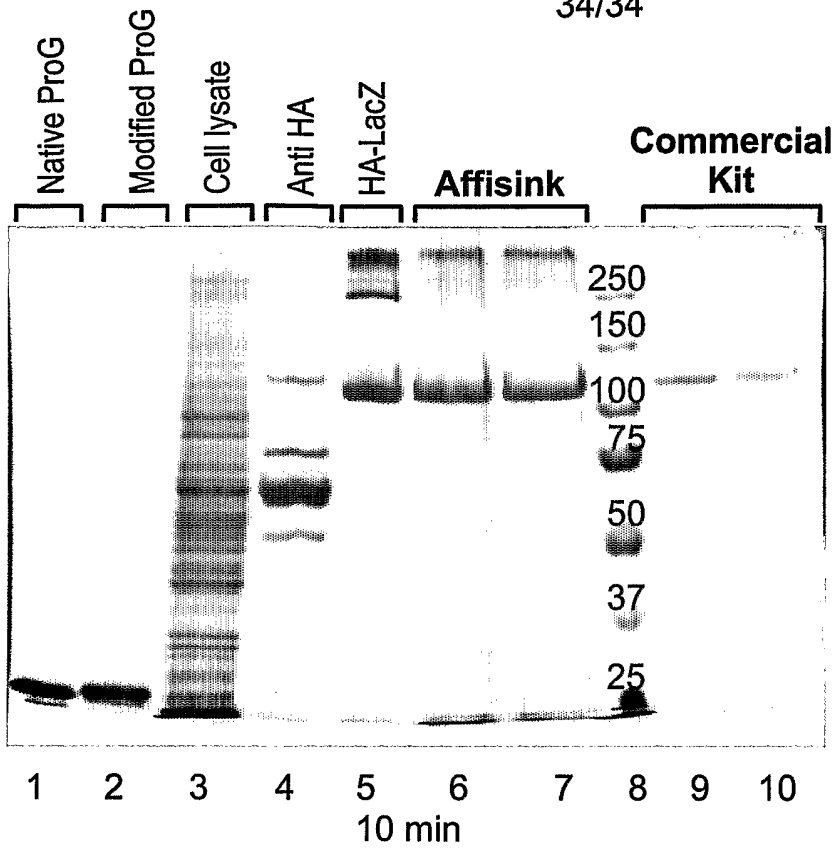 34/34
Native ProG
Modified ProG
Cell lysate
Anti HA
HA-LacZ
Affisink
Commercial
Kit
250
150
100
75
50
37
25
1 2 3 4 5 6 7 8 9 10
10 min